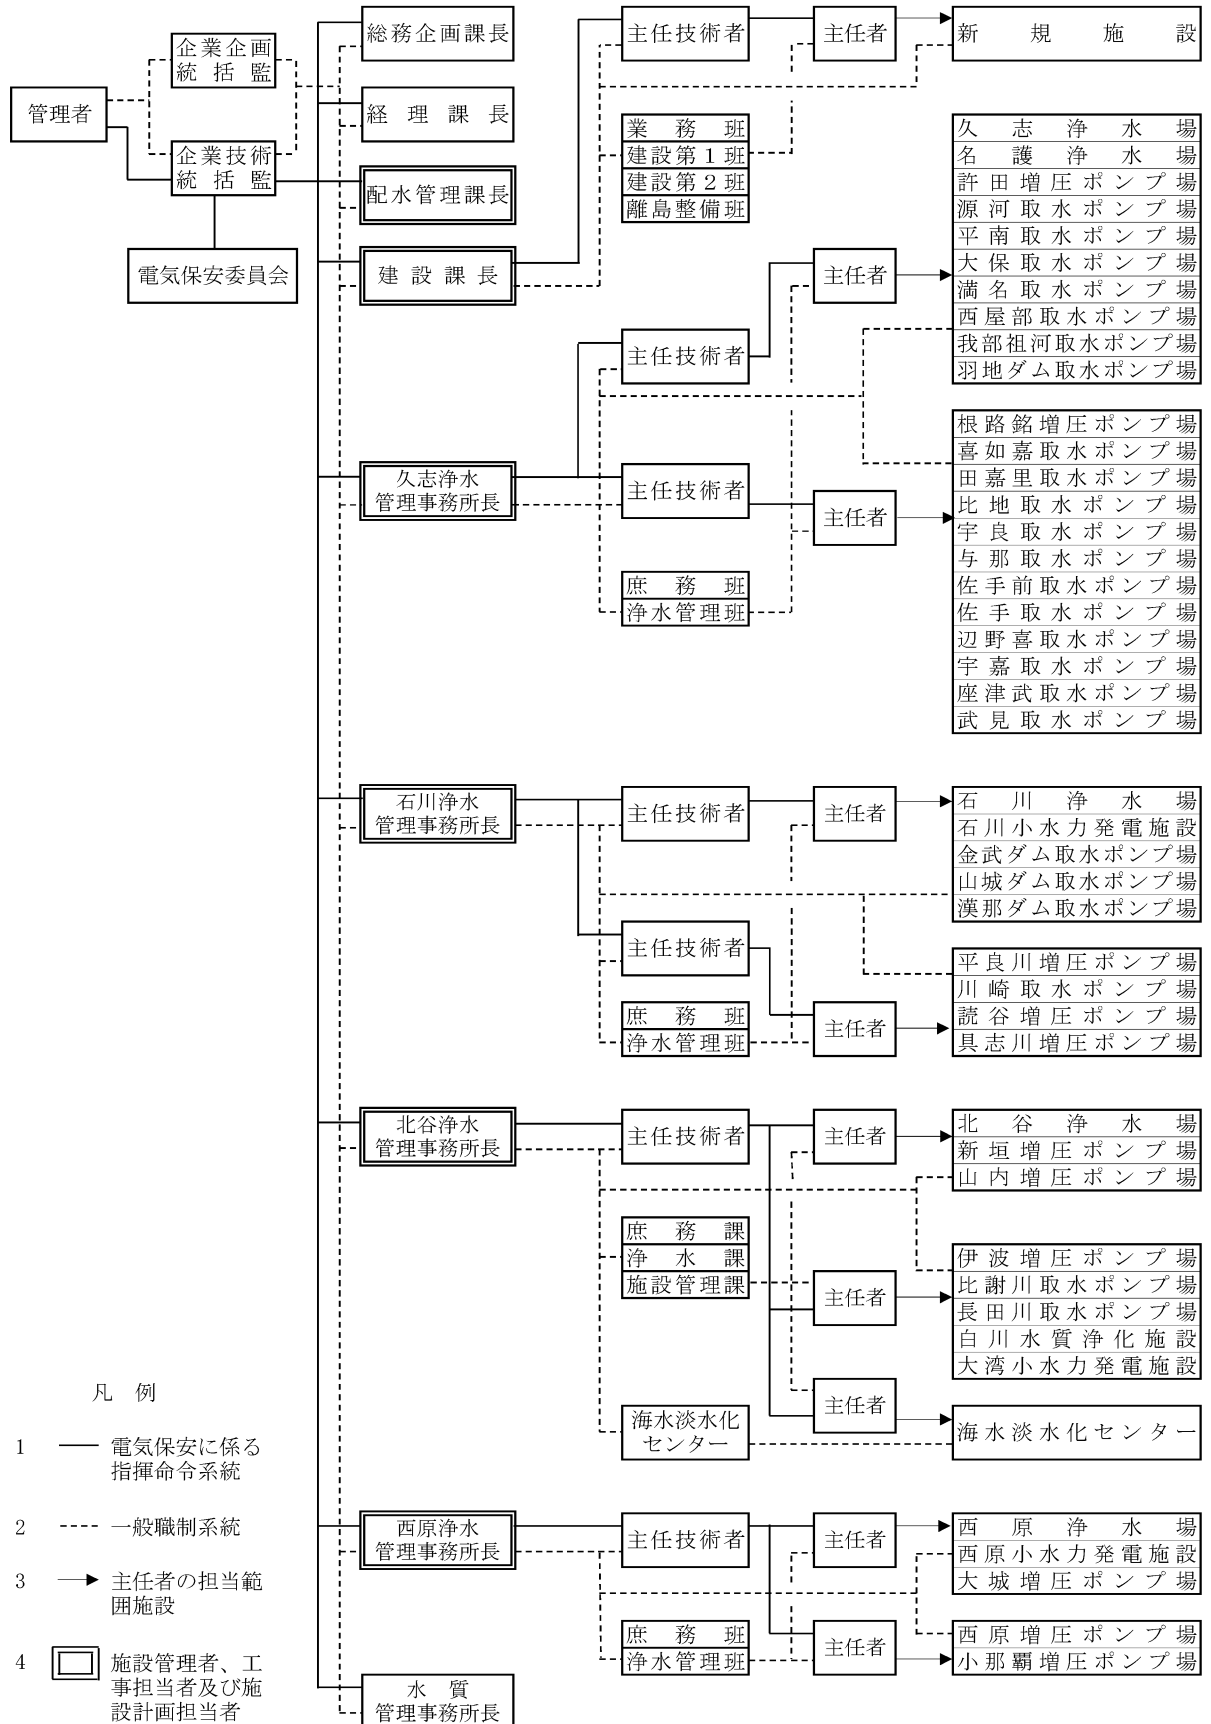 管理者
企業企画
統括監
企業技術
統括監
電気保安委員会
総務企画課長
経理課長
配水管理課長
建設課長
主任技術者
主任者
新規施設
業務班
建設第１班
建設第２班
離島整備班
久志浄水
管理事務所長
主任技術者
主任者
久志浄水場
名護浄水場
許田増圧ポンプ場
源河取水ポンプ場
平南取水ポンプ場
大保取水ポンプ場
満名取水ポンプ場
西屋部取水ポンプ場
我部祖河取水ポンプ場
羽地ダム取水ポンプ場
主任技術者
主任者
庶務班
浄水管理班
根路銘増圧ポンプ場
喜如嘉取水ポンプ場
田嘉里取水ポンプ場
比地取水ポンプ場
宇良取水ポンプ場
与那取水ポンプ場
佐手前取水ポンプ場
佐手取水ポンプ場
辺野喜取水ポンプ場
宇嘉取水ポンプ場
座津武取水ポンプ場
武見取水ポンプ場
石川浄水
管理事務所長
主任技術者
主任者
石川浄水場
石川小水力発電施設
金武ダム取水ポンプ場
山城ダム取水ポンプ場
漢那ダム取水ポンプ場
主任技術者
庶務班
浄水管理班
主任者
平良川増圧ポンプ場
川崎取水ポンプ場
読谷増圧ポンプ場
具志川増圧ポンプ場
北谷浄水
管理事務所長
主任技術者
主任者
北谷浄水場
新垣増圧ポンプ場
山内増圧ポンプ場
庶務課
浄水課
施設管理課
主任者
伊波増圧ポンプ場
比謝川取水ポンプ場
長田川取水ポンプ場
白川水質浄化施設
大湾小水力発電施設
海水淡水化
センター
主任者
海水淡水化センター
西原浄水
管理事務所長
主任技術者
主任者
西原浄水場
西原小水力発電施設
大城増圧ポンプ場
庶務班
浄水管理班
主任者
西原増圧ポンプ場
小那覇増圧ポンプ場
水質
管理事務所長
凡例
1 電気保安に係る
指揮命令系統
2 一般職制系統
3 主任者の担当範
囲施設
4 施設管理者、工
事担当者及び施
設計画担当者